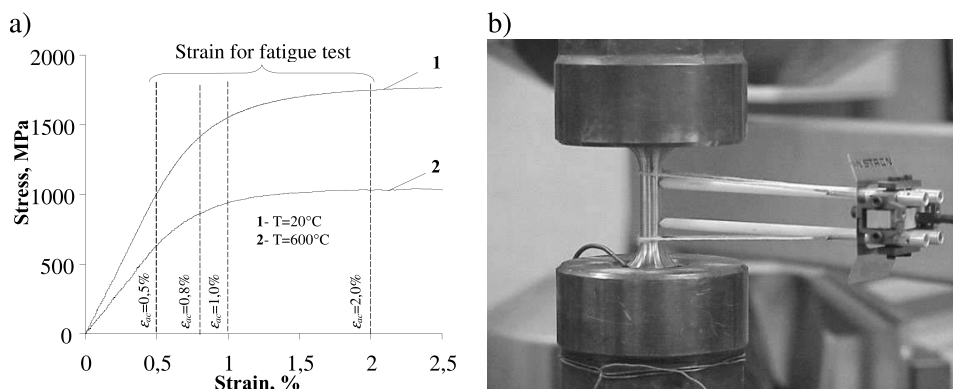 a)
b)
Strain for fatigue test
2000
1500
1000
500
0
Stress, MPa
1
2
1- T=20°C
2- T=600°C
εac=0,5%
εac=0,8%
εac=1,0%
εac=2,0%
0
0,5
1
1,5
2
2,5
Strain, %